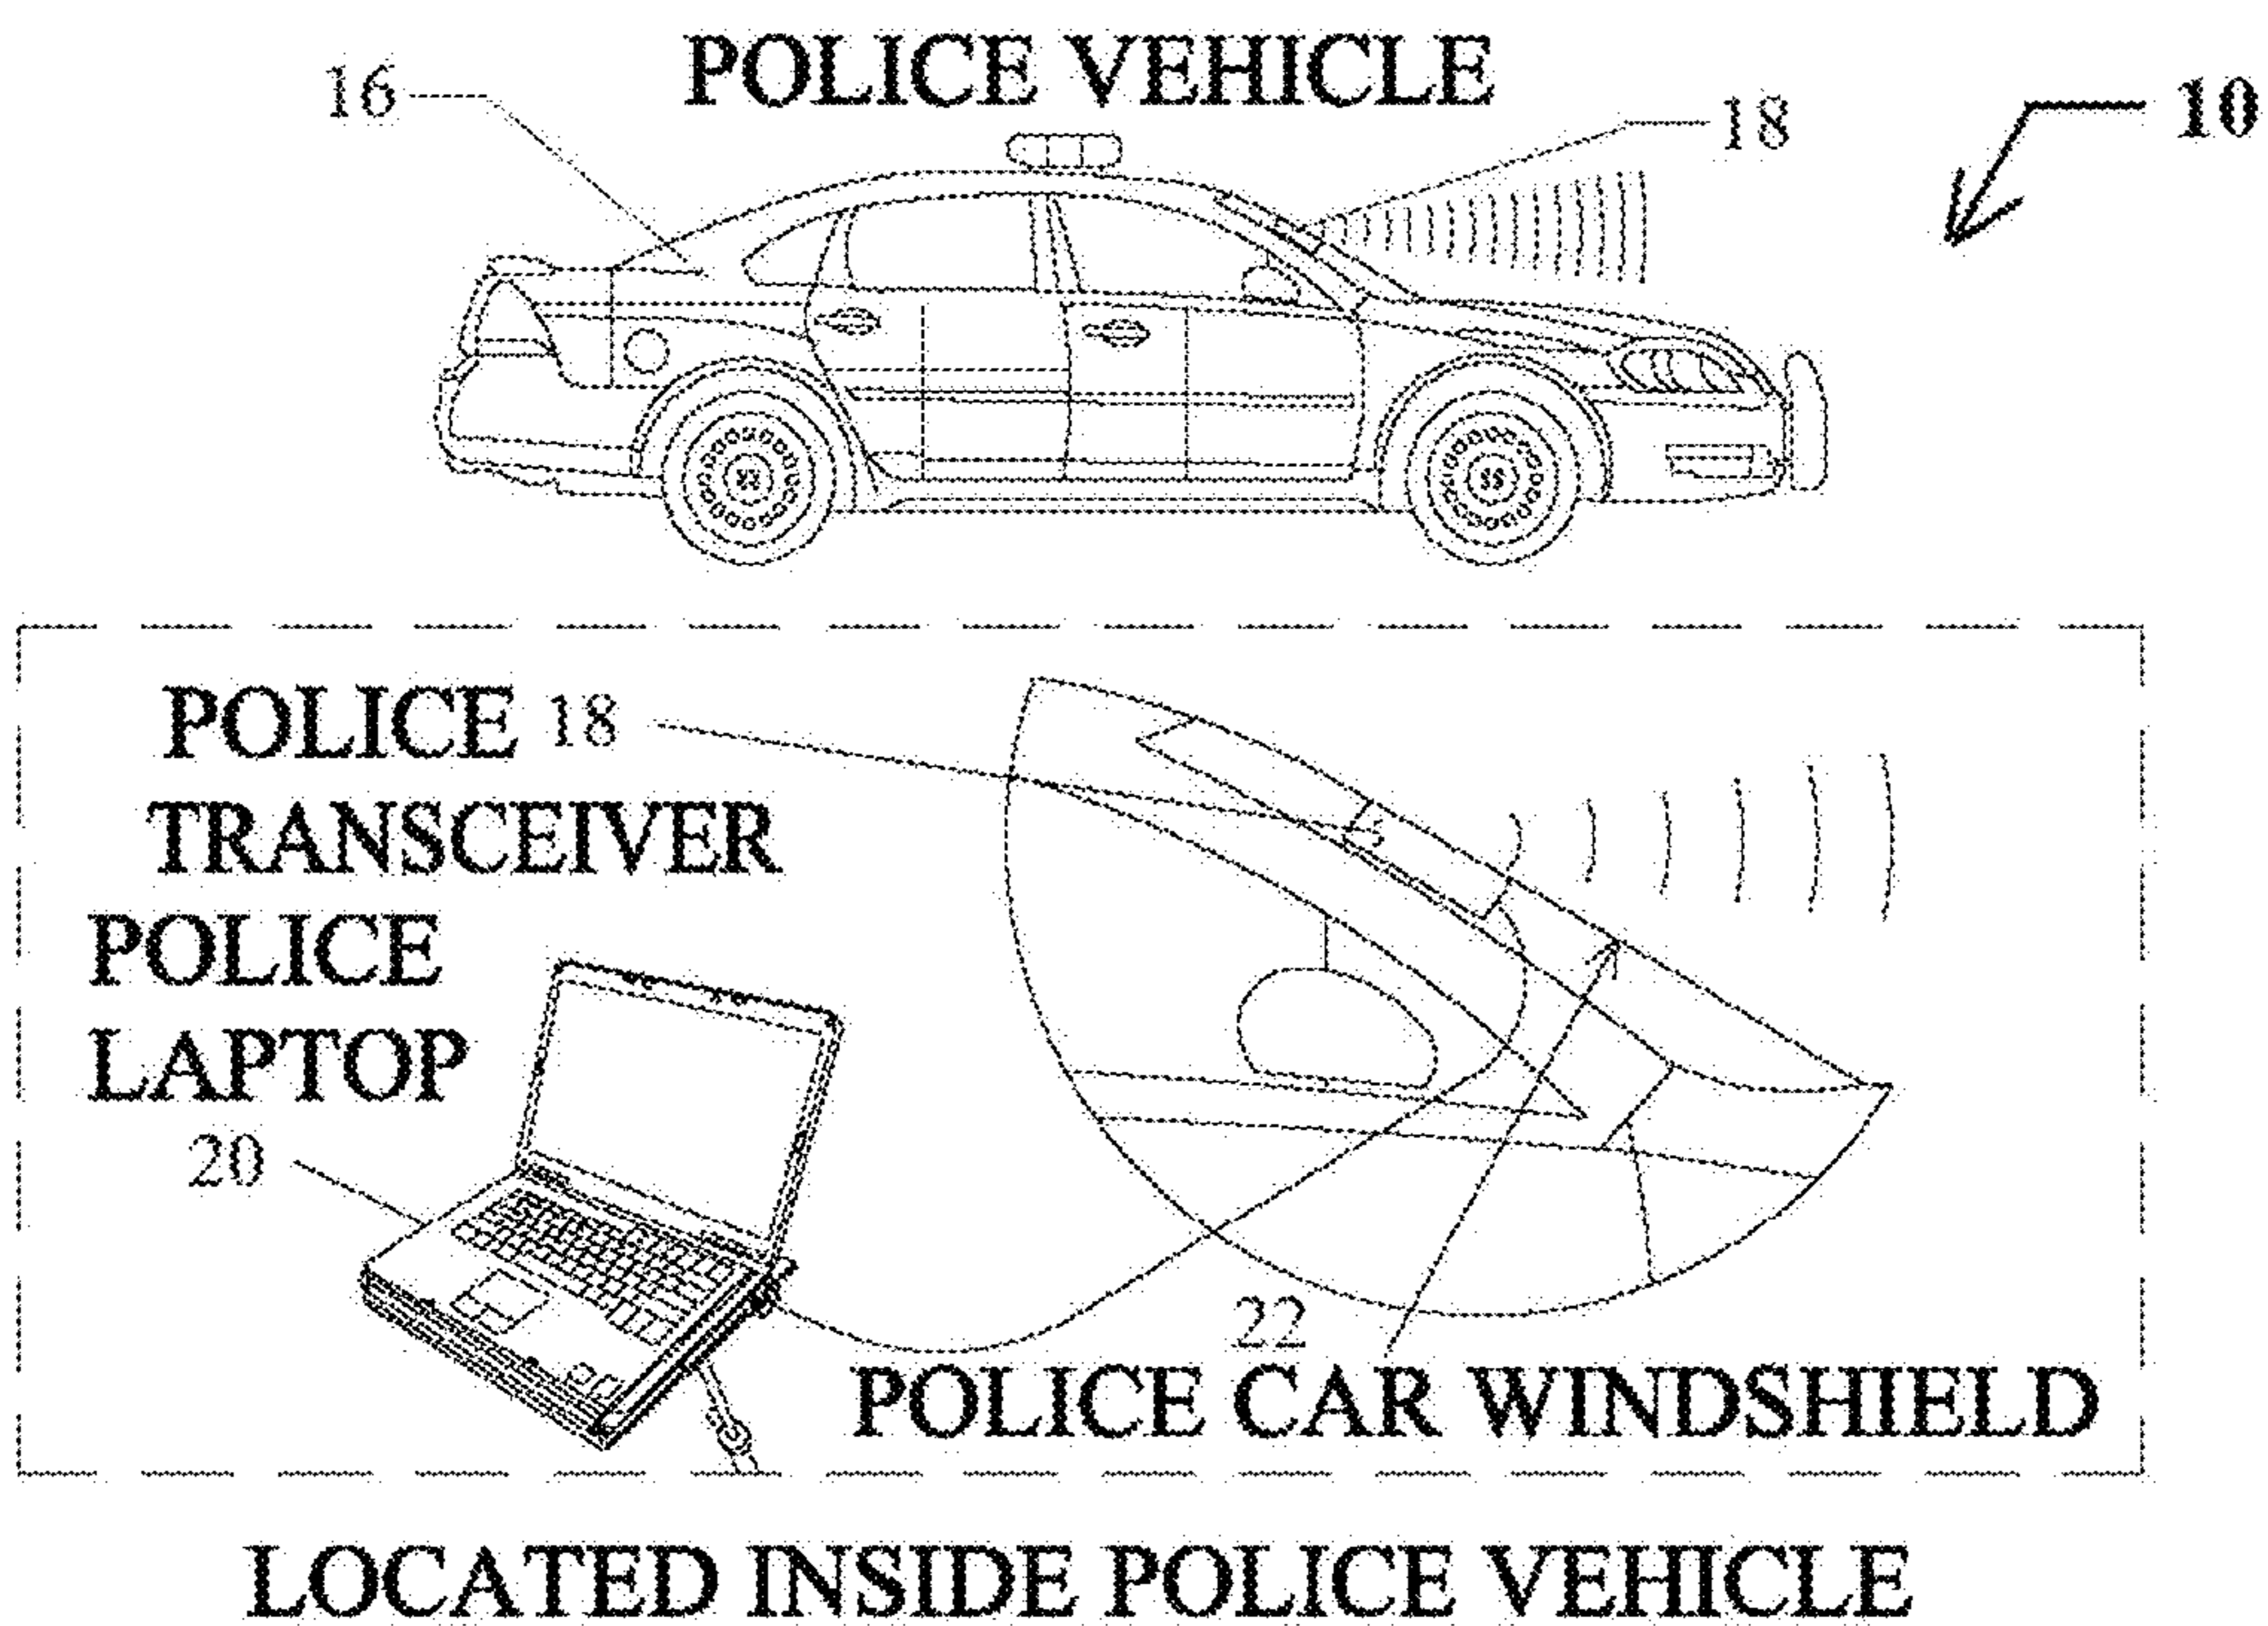 POLICE VEHICLE
16
18
10
POLICE 18
TRANSCEIVER
POLICE
LAPTOP
20
22
POLICE CAR WINDSHIELD
LOCATED INSIDE POLICE VEHICLE